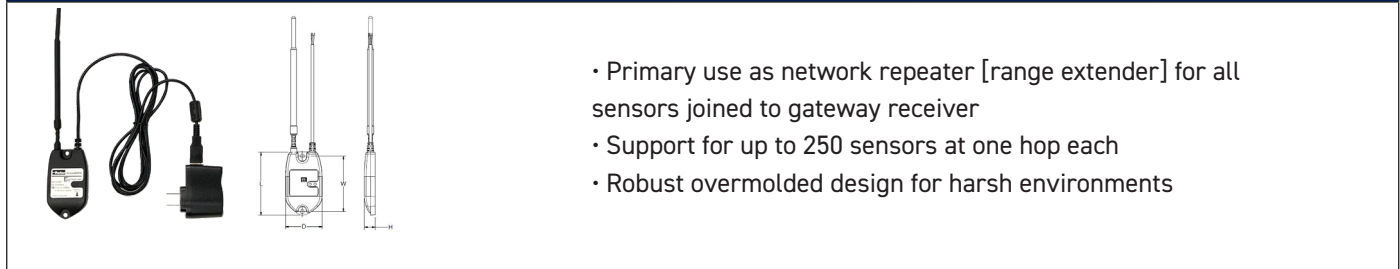 L
W
D
H
· Primary use as network repeater [range extender] for all
sensors joined to gateway receiver
· Support for up to 250 sensors at one hop each
· Robust overmolded design for harsh environments